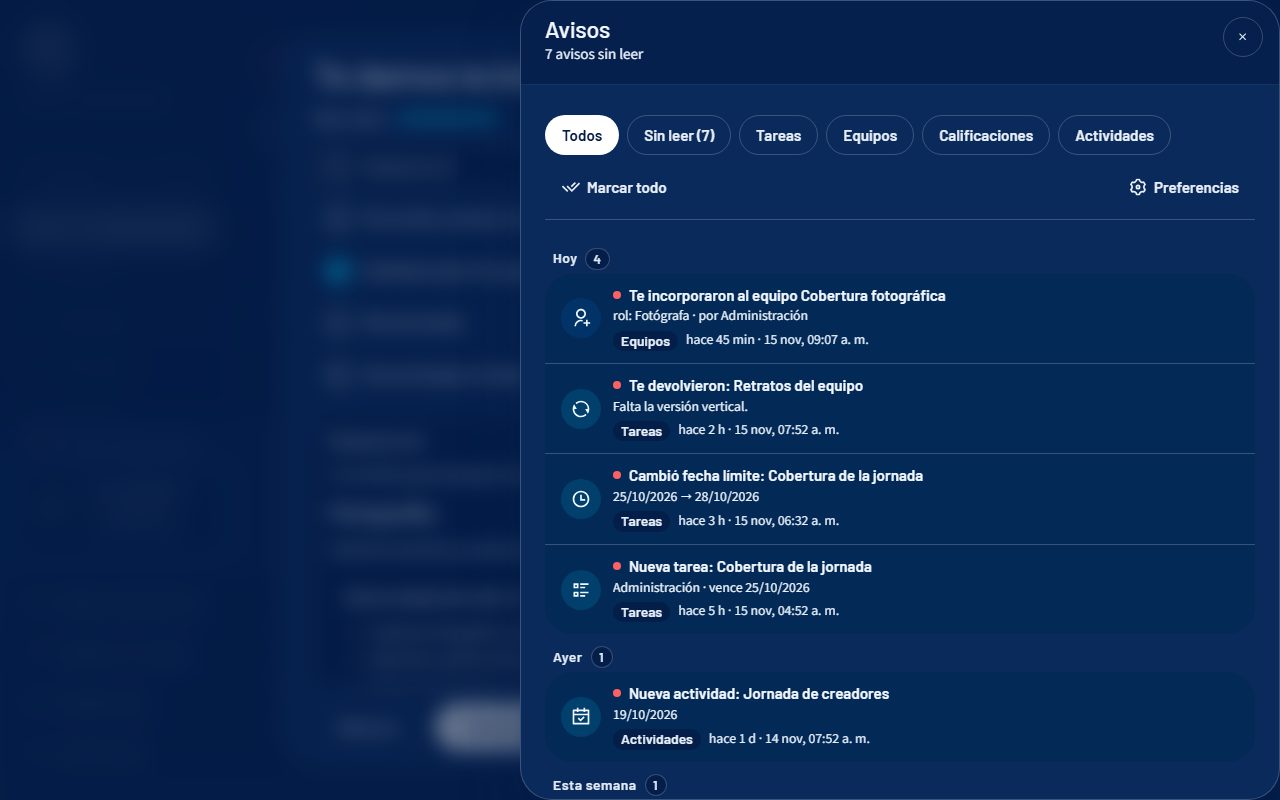 Avisos
7 avisos sin leer
×
Todos
Sin leer (7)
Tareas
Equipos
Calificaciones
Actividades
Marcar todo
Preferencias
Hoy 4
Te incorporaron al equipo Cobertura fotográfica
rol: Fotógrafa · por Administración
Equipos hace 45 min · 15 nov, 09:07 a. m.
Te devolvieron: Retratos del equipo
Falta la versión vertical.
Tareas hace 2 h · 15 nov, 07:52 a. m.
Cambió fecha límite: Cobertura de la jornada
25/10/2026 → 28/10/2026
Tareas hace 3 h · 15 nov, 06:32 a. m.
Nueva tarea: Cobertura de la jornada
Administración · vence 25/10/2026
Tareas hace 5 h · 15 nov, 04:52 a. m.
Ayer 1
Nueva actividad: Jornada de creadores
19/10/2026
Actividades hace 1 d · 14 nov, 07:52 a. m.
Esta semana 1